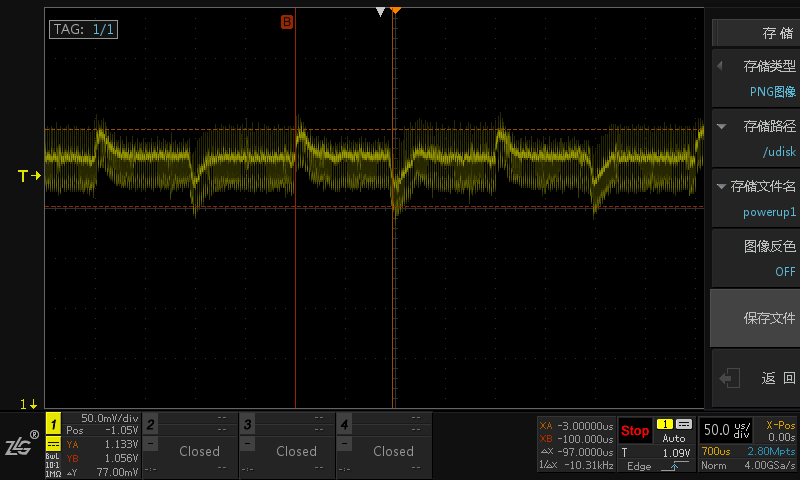 TAG: 1/1
B
存 储
存储类型
PNG图像
存储路径
/udisk
存储文件名
powerup1
图像反色
OFF
保存文件
返 回
T
1
ZLG®
1 50.0mV/div
Pos -1.05V
YA 1.133V
YB 1.056V
△Y 77.00mV
BwL
10:1
1MΩ
2 --
--
Closed
-:- --
3 --
--
Closed
-:- --
4 --
--
Closed
-:- --
XA -3.00000us
XB -100.000us
△X -97.0000us
1/△X -10.31kHz
Stop 1
Auto
T 1.09V
Edge
50.0 us/div
X-Pos
0.00s
700us 2.80Mpts
Norm 4.00GSa/s